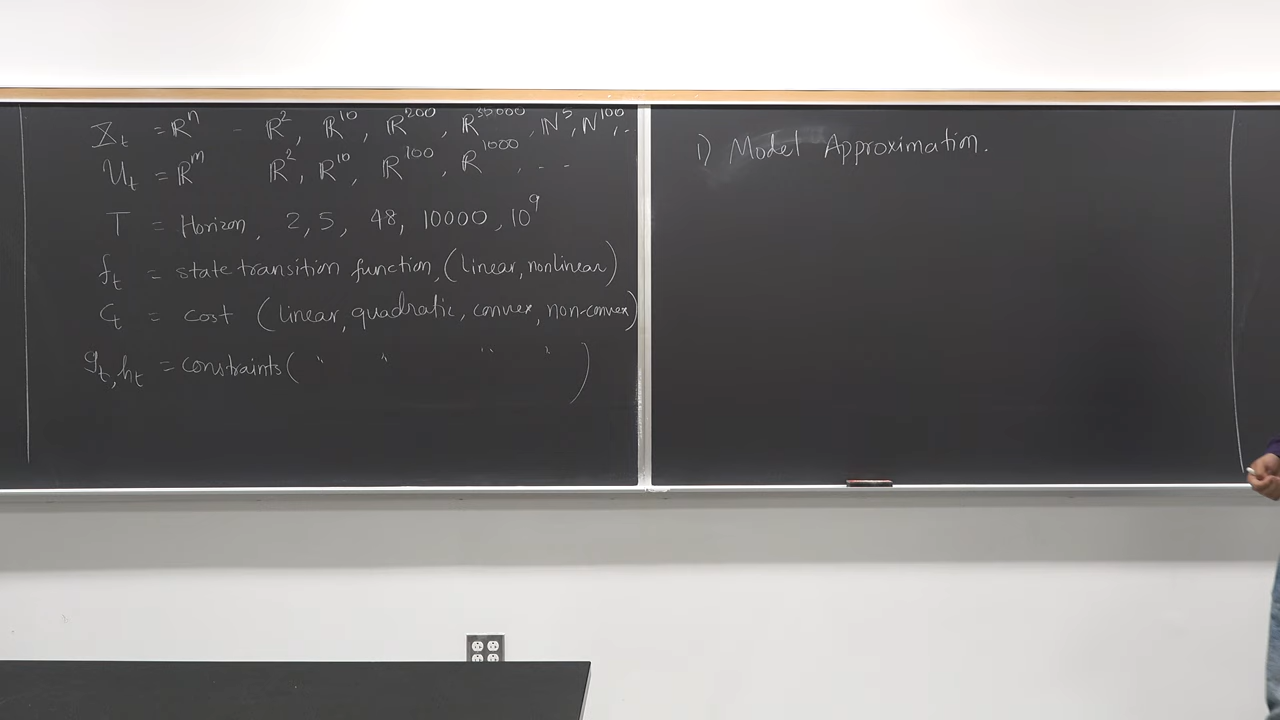 𝕏ₜ = ℝⁿ - ℝ², ℝ¹⁰, ℝ²⁰⁰, ℝ³⁵⁰⁰⁰, ℕ⁵, ℕ¹⁰⁰, ..
Uₜ = ℝᵐ ℝ², ℝ¹⁰, ℝ¹⁰⁰, ℝ¹⁰⁰⁰, ...
T = Horizon, 2, 5, 48, 10000, 10⁹
fₜ = state transition function, (linear, nonlinear)
Cₜ = cost (linear, quadratic, convex, non-convex)
gₜ, hₜ = constraints ( " " " " )
1) Model Approximation.